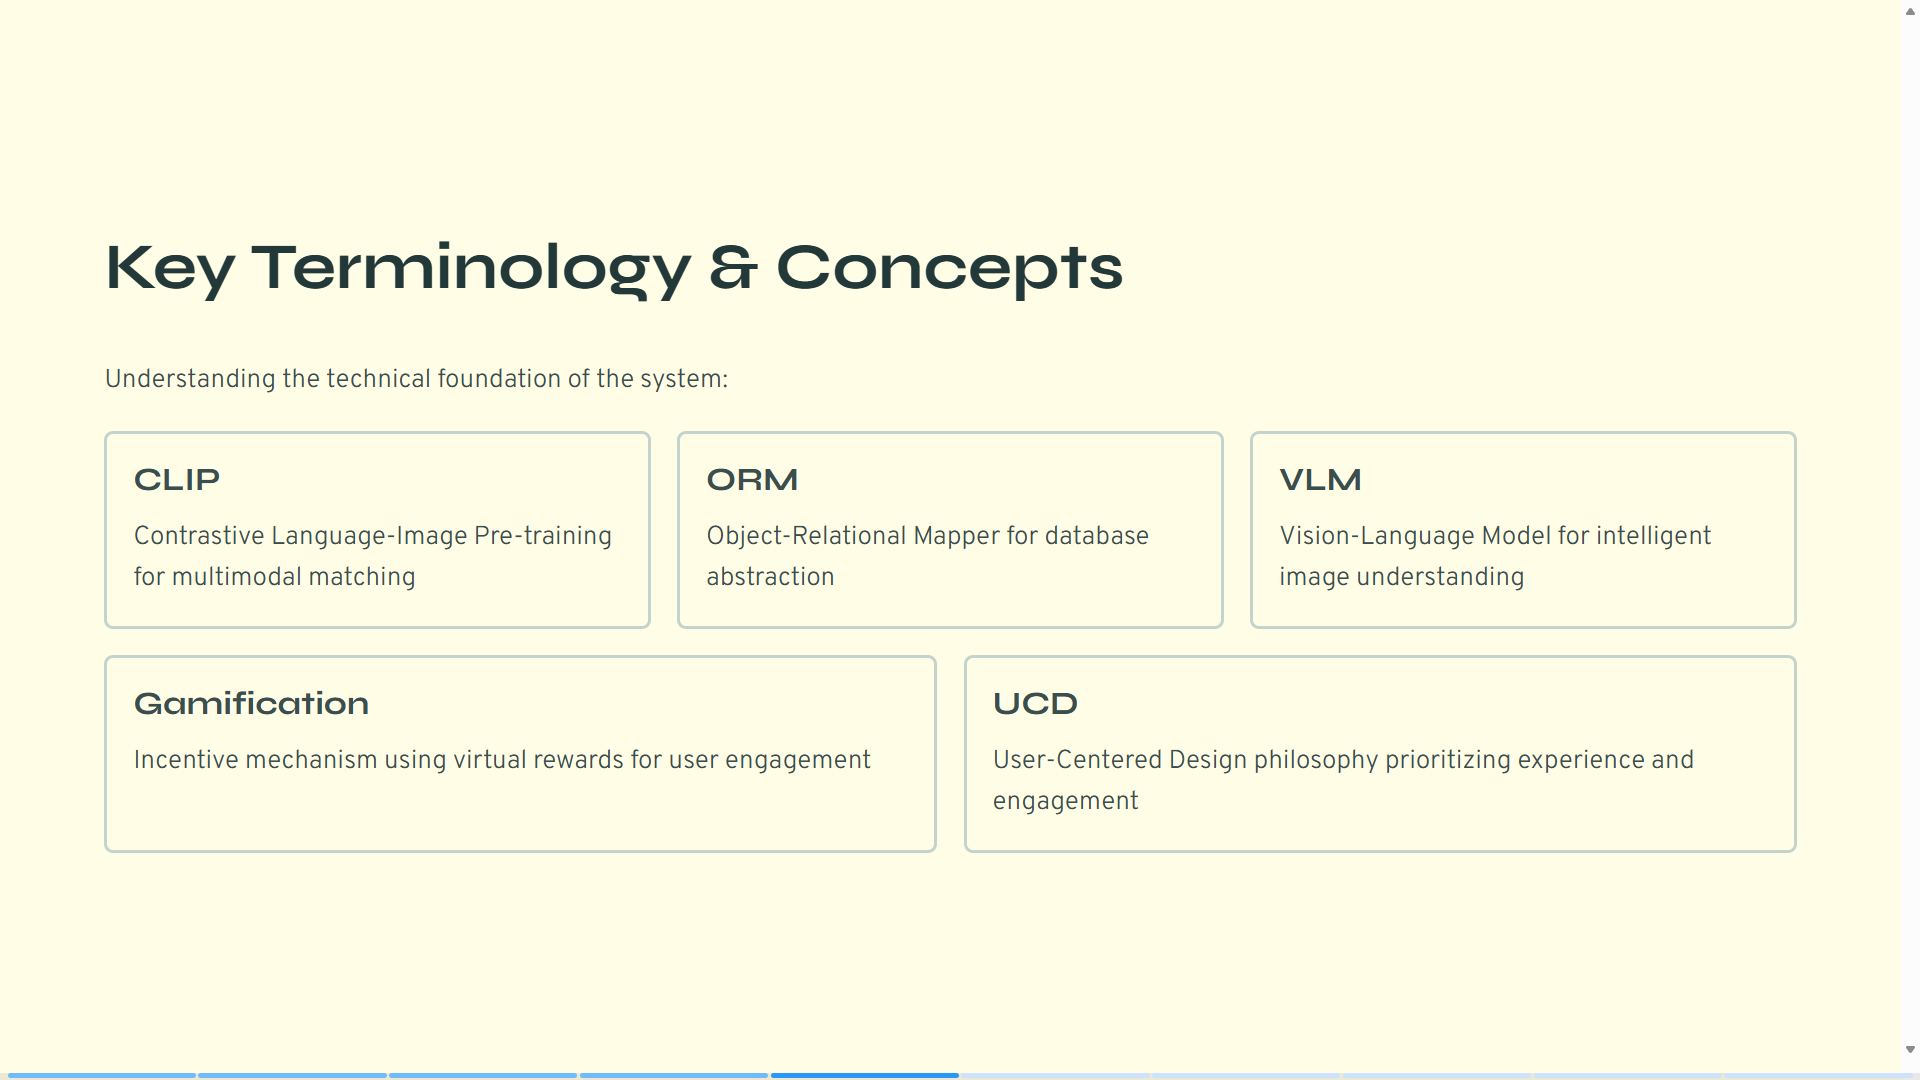 Key Terminology & Concepts
Understanding the technical foundation of the system:
CLIP
Contrastive Language-Image Pre-training
for multimodal matching
ORM
Object-Relational Mapper for database
abstraction
VLM
Vision-Language Model for intelligent
image understanding
Gamification
Incentive mechanism using virtual rewards for user engagement
UCD
User-Centered Design philosophy prioritizing experience and
engagement